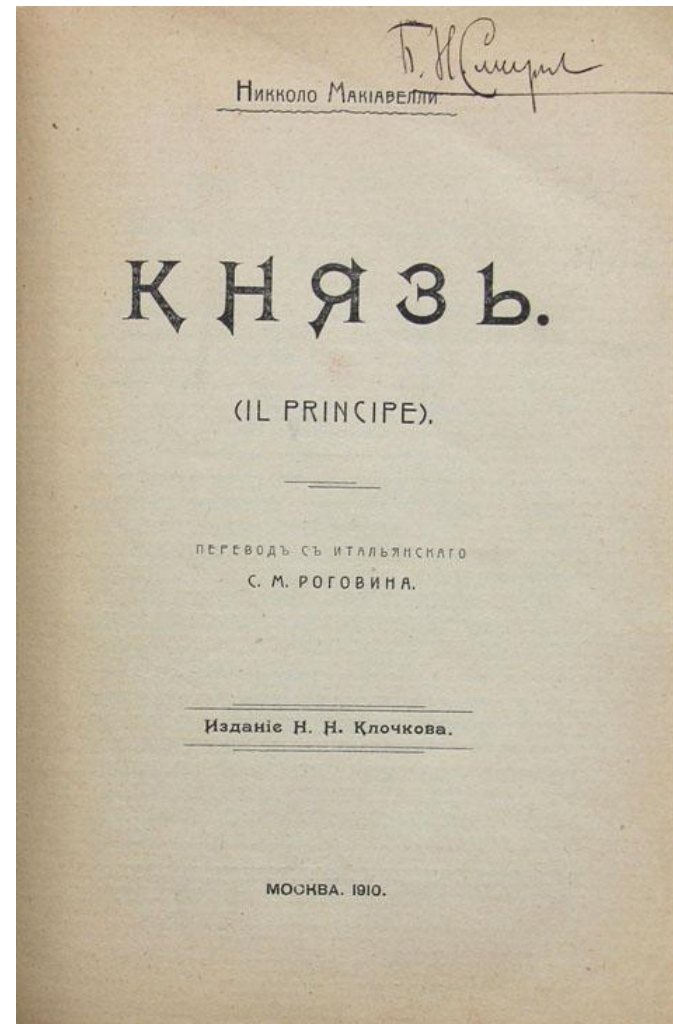 Никколо Макіавелли
КНЯЗЬ.
(IL PRINCIPE).
ПЕРЕВОДЪ СЪ ИТАЛЬЯНСКАГО
С. М. РОГОВИНА.
Изданіе Н. Н. Клочкова.
МОСКВА. 1910.